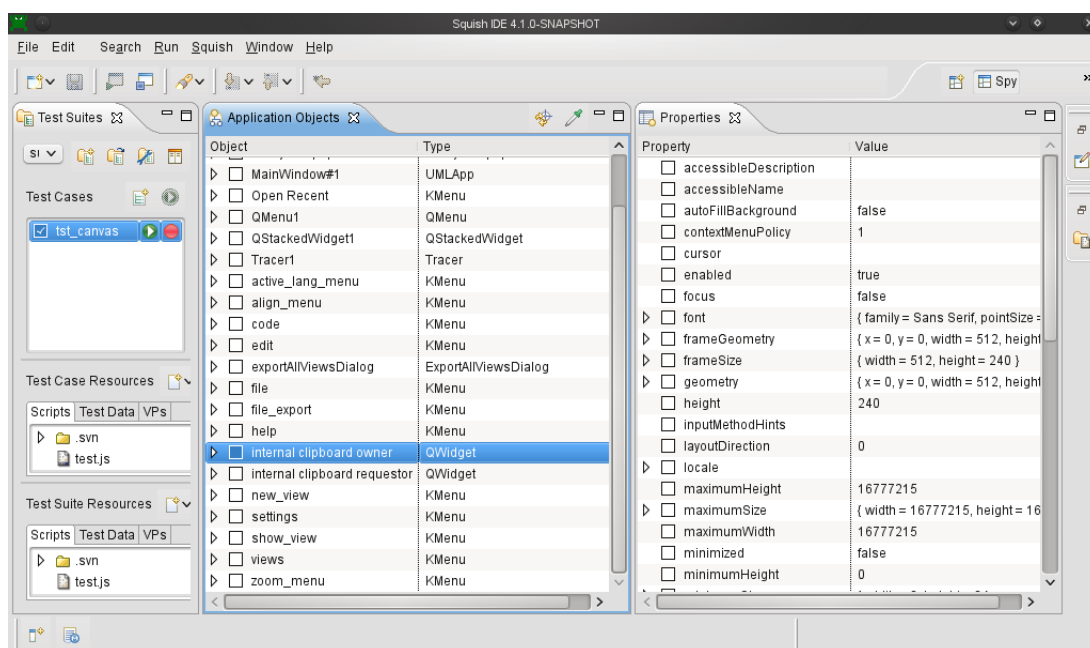 Squish IDE 4.1.0-SNAPSHOT
File Edit Search Run Squish Window Help
Spy
Test Suites
Application Objects
Properties
Object Type
Property Value
MainWindow#1 UMLApp
Open Recent KMenu
QMenu1 QMenu
QStackedWidget1 QStackedWidget
Tracer1 Tracer
active_lang_menu KMenu
align_menu KMenu
code KMenu
edit KMenu
exportAllViewsDialog ExportAllViewsDialog
file KMenu
file_export KMenu
help KMenu
internal clipboard owner QWidget
internal clipboard requestor QWidget
new_view KMenu
settings KMenu
show_view KMenu
views KMenu
zoom_menu KMenu
accessibleDescription
accessibleName
autoFillBackground false
contextMenuPolicy 1
cursor
enabled true
focus false
font { family = Sans Serif, pointSize =
frameGeometry { x = 0, y = 0, width = 512, height
frameSize { width = 512, height = 240 }
geometry { x = 0, y = 0, width = 512, height
height 240
inputMethodHints
layoutDirection 0
locale
maximumHeight 16777215
maximumSize { width = 16777215, height = 16
maximumWidth 16777215
minimized false
minimumHeight 0
Test Cases
tst_canvas
Test Case Resources
Scripts Test Data VPs
.svn
test.js
Test Suite Resources
Scripts Test Data VPs
.svn
test.js